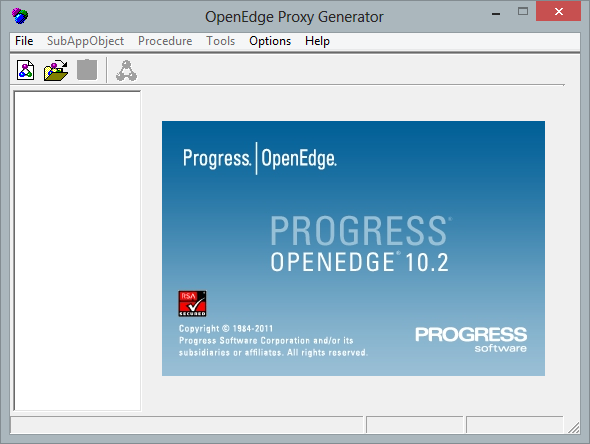 OpenEdge Proxy Generator
File SubAppObject Procedure Tools Options Help
Progress. | OpenEdge.
PROGRESS®
OPENEDGE® 10.2
RSA
SECURED
Copyright © 1984-2011
Progress Software Corporation and/or its
subsidiaries or affiliates. All rights reserved.
PROGRESS
software